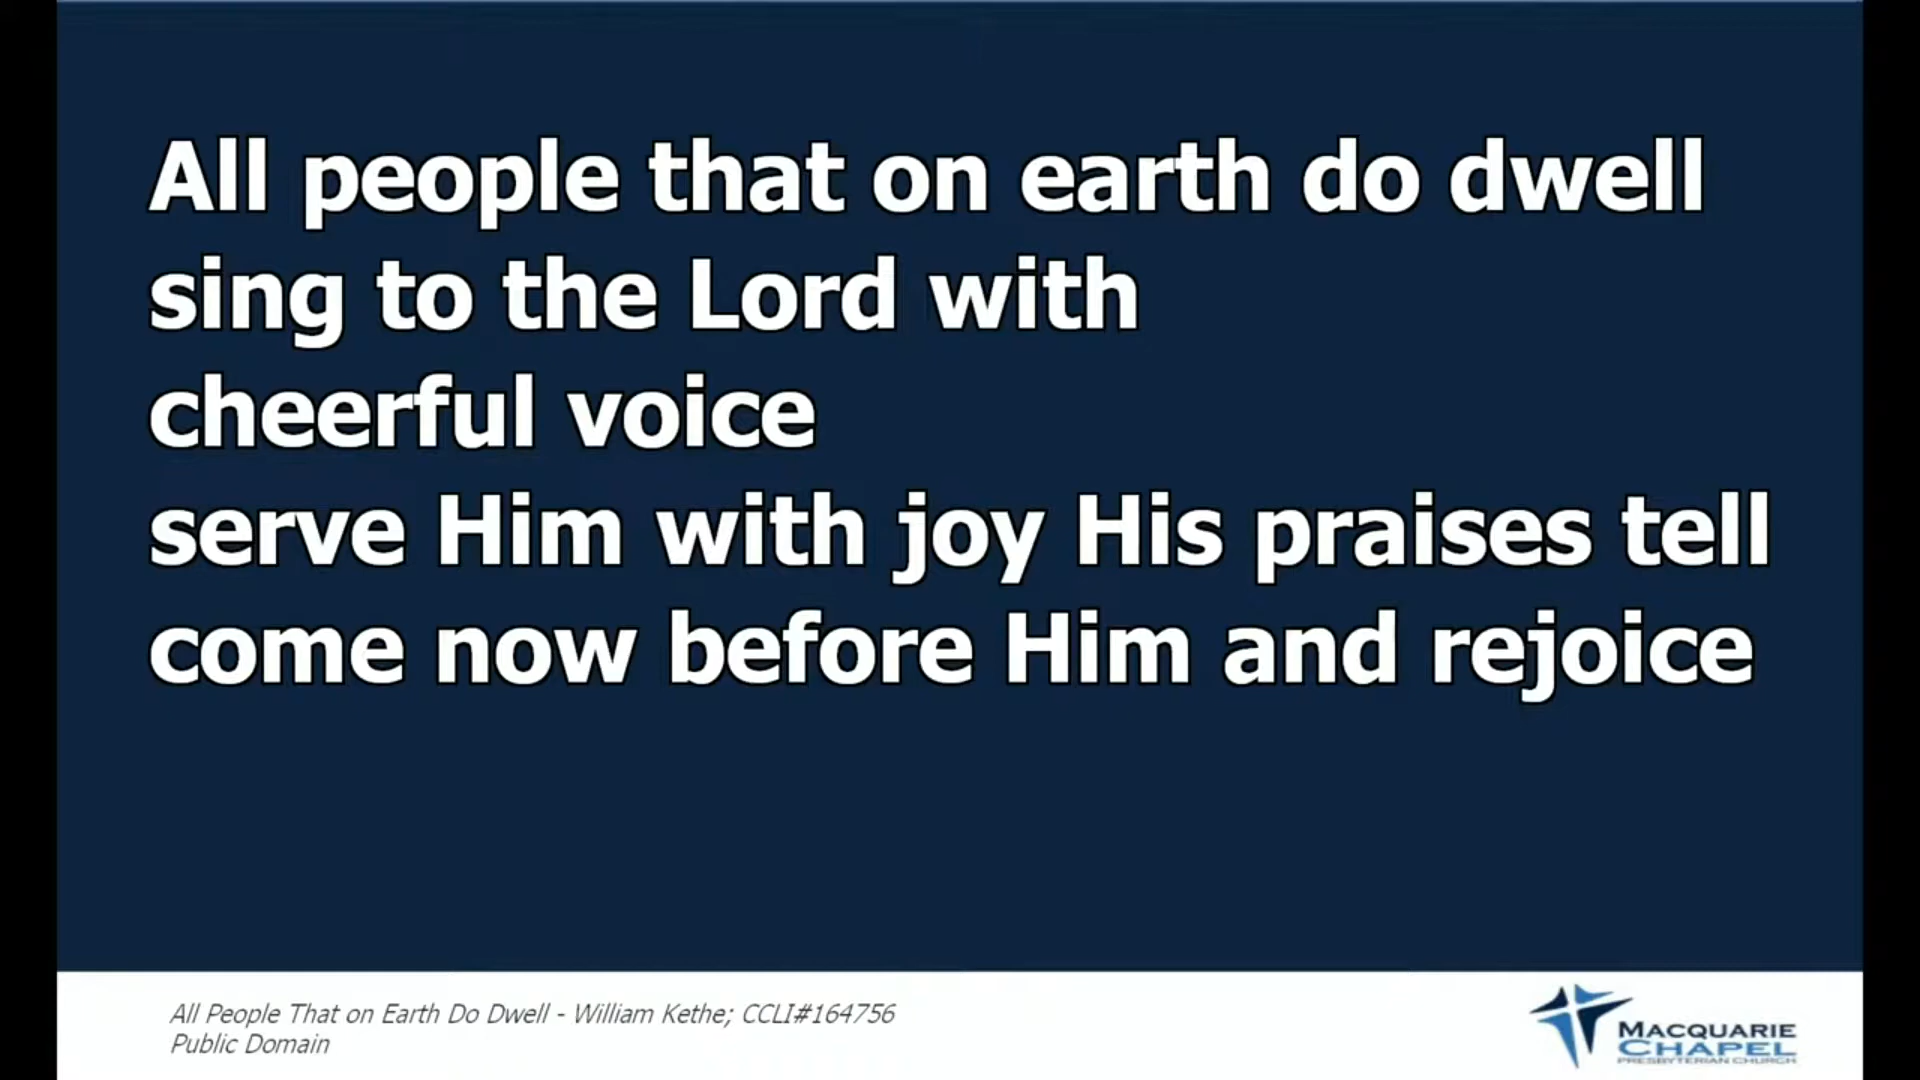 All people that on earth do dwell
sing to the Lord with
cheerful voice
serve Him with joy His praises tell
come now before Him and rejoice
All People That on Earth Do Dwell - William Kethe; CCLI#164756
Public Domain
MACQUARIE
CHAPEL
PRESBYTERIAN CHURCH